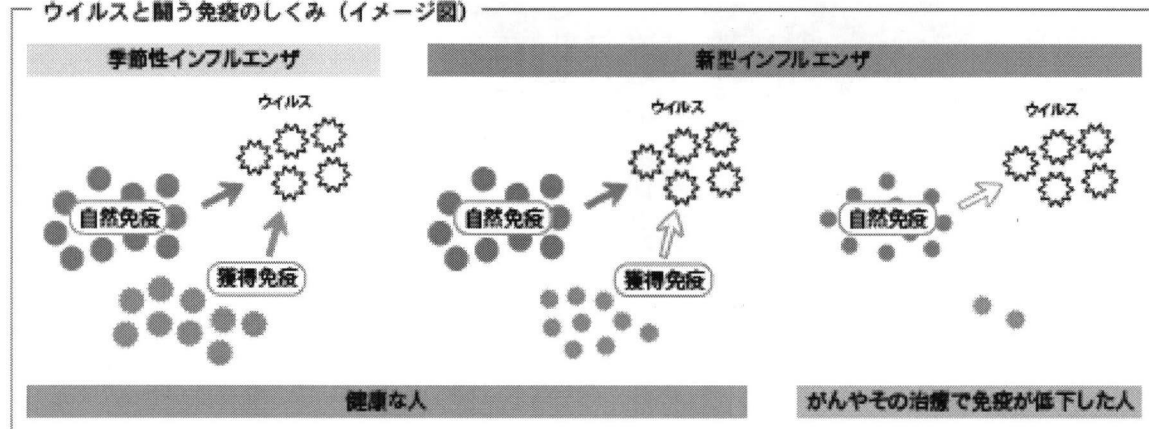 ウイルスと闘う免疫のしくみ（イメージ図）
季節性インフルエンザ
新型インフルエンザ
ウイルス
自然免疫
獲得免疫
ウイルス
自然免疫
獲得免疫
ウイルス
自然免疫
健康な人
がんやその治療で免疫が低下した人